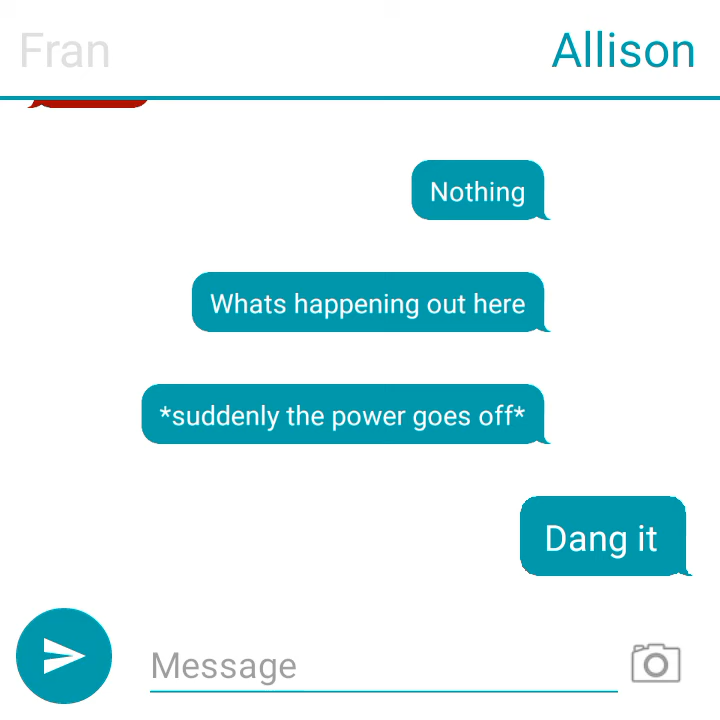 Fran
Allison
Nothing
Whats happening out here
*suddenly the power goes off*
Dang it
Message